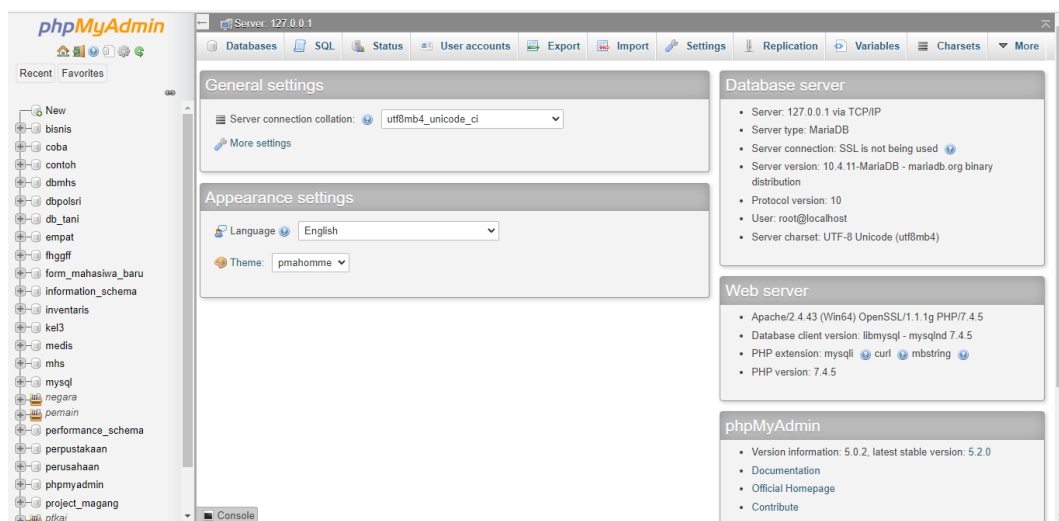 phpMyAdmin
Recent Favorites
New
bisnis
coba
contoh
dbmhs
dbpolsri
db_tani
empat
fhggff
form_mahasiwa_baru
information_schema
inventaris
kel3
medis
mhs
mysql
negara
pemain
performance_schema
perpustakaan
perusahaan
phpmyadmin
project_magang
ptkai
Server: 127.0.0.1
Databases SQL Status User accounts Export Import Settings Replication Variables Charsets More
General settings
Server connection collation: utf8mb4_unicode_ci
More settings
Appearance settings
Language English
Theme: pmahomme
Console
Database server
Server: 127.0.0.1 via TCP/IP
Server type: MariaDB
Server connection: SSL is not being used
Server version: 10.4.11-MariaDB - mariadb.org binary
distribution
Protocol version: 10
User: root@localhost
Server charset: UTF-8 Unicode (utf8mb4)
Web server
Apache/2.4.43 (Win64) OpenSSL/1.1.1g PHP/7.4.5
Database client version: libmysql - mysqlnd 7.4.5
PHP extension: mysqli curl mbstring
PHP version: 7.4.5
phpMyAdmin
Version information: 5.0.2, latest stable version: 5.2.0
Documentation
Official Homepage
Contribute